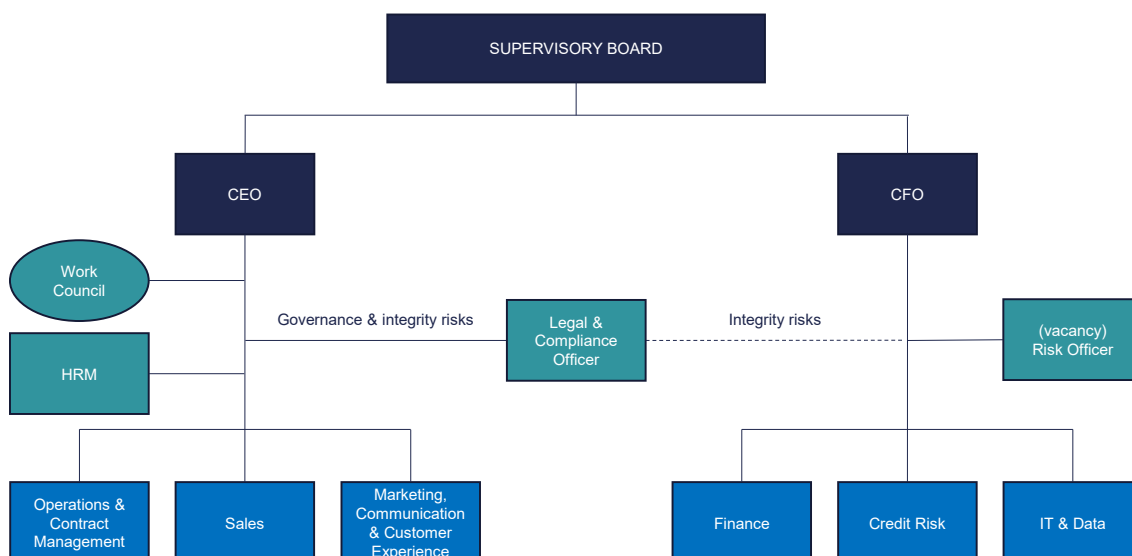 SUPERVISORY BOARD
CEO
CFO
Work
Council
Governance & integrity risks
Legal &
Compliance
Officer
Integrity risks
(vacancy)
Risk Officer
HRM
Operations &
Contract
Management
Sales
Marketing,
Communication
& Customer
Experience
Finance
Credit Risk
IT & Data